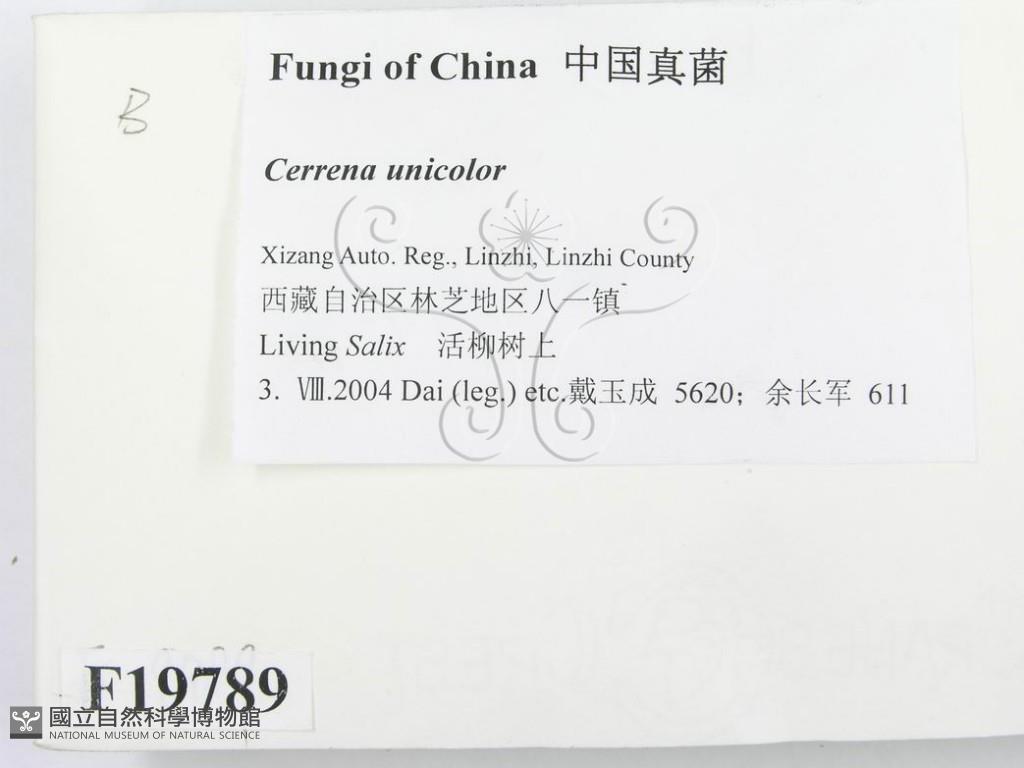 Fungi of China 中国真菌
B
Cerrena unicolor
Xizang Auto. Reg., Linzhi, Linzhi County
西藏自治区林芝地区八一镇
Living Salix 活柳树上
3. Ⅷ.2004 Dai (leg.) etc.戴玉成 5620；余长军 611
F19789
國立自然科學博物館
NATIONAL MUSEUM OF NATURAL SCIENCE